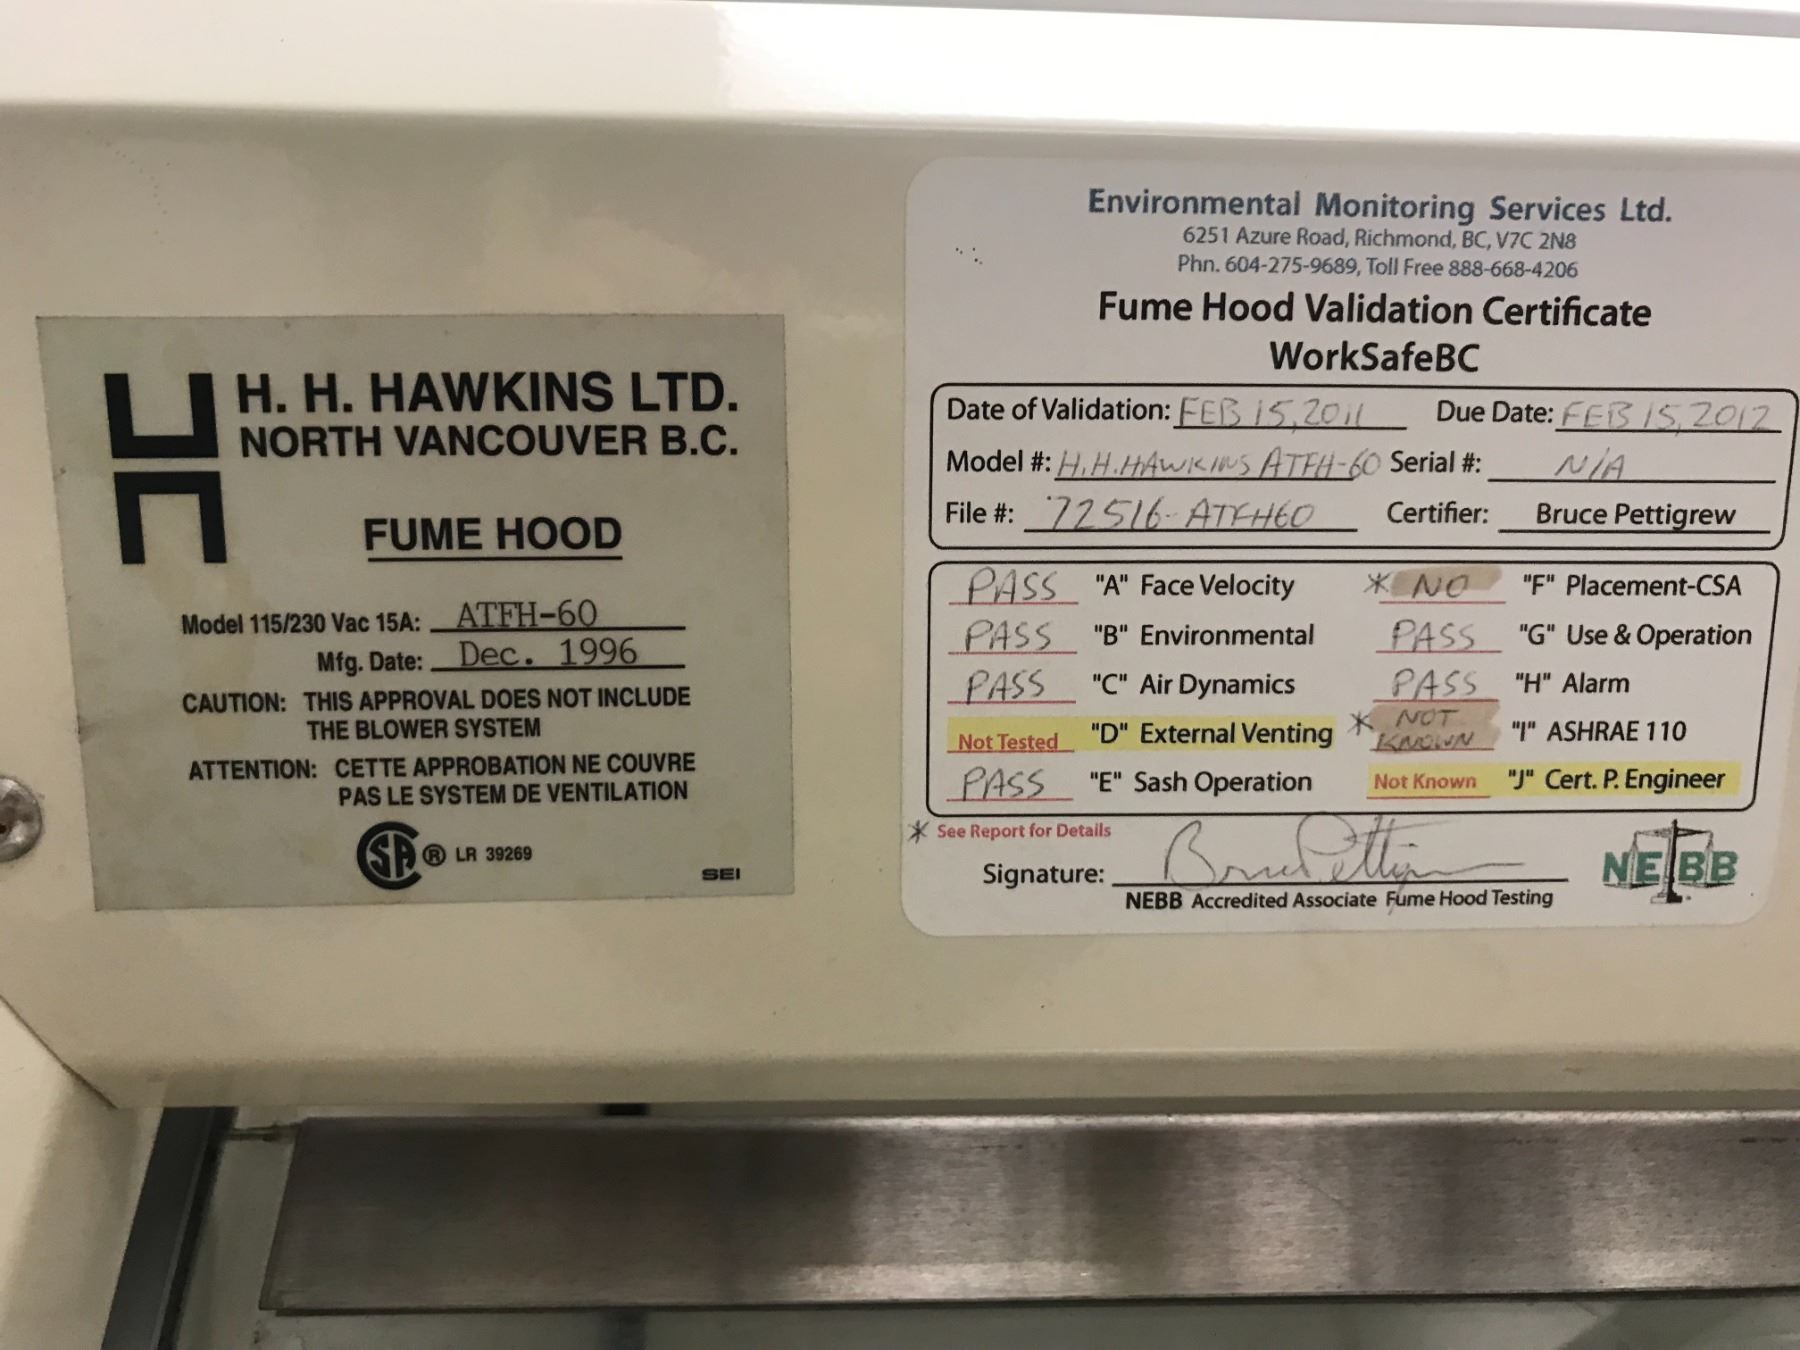 H. H. HAWKINS LTD.
NORTH VANCOUVER B.C.
FUME HOOD
Model 115/230 Vac 15A: ATFH-60
Mfg. Date: Dec. 1996
CAUTION: THIS APPROVAL DOES NOT INCLUDE
THE BLOWER SYSTEM
ATTENTION: CETTE APPROBATION NE COUVRE
PAS LE SYSTEM DE VENTILATION
SA ® LR 39269
SEI
Environmental Monitoring Services Ltd.
6251 Azure Road, Richmond, BC, V7C 2N8
Phn. 604-275-9689, Toll Free 888-668-4206
Fume Hood Validation Certificate
WorkSafeBC
Date of Validation: FEB 15, 2011 Due Date: FEB 15, 2012
Model #: H.H.HAWKINS ATFH-60 Serial #: N/A
File #: 72516-ATFH60 Certifier: Bruce Pettigrew
PASS "A" Face Velocity * NO "F" Placement-CSA
PASS "B" Environmental PASS "G" Use & Operation
PASS "C" Air Dynamics PASS "H" Alarm
Not Tested "D" External Venting * NOT KNOWN "I" ASHRAE 110
PASS "E" Sash Operation Not Known "J" Cert. P. Engineer
* See Report for Details
Signature: Bruce Pettigrew
NEBB Accredited Associate Fume Hood Testing
NEBB